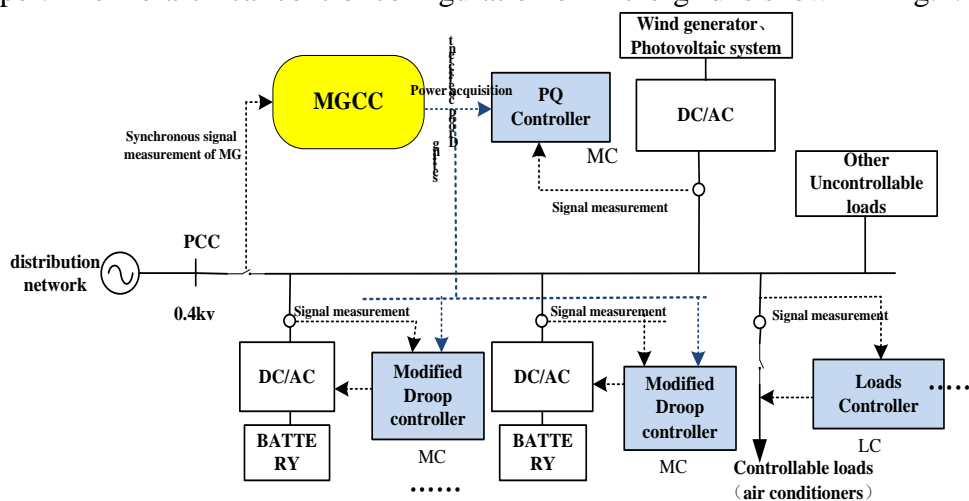 Wind generator、
Photovoltaic system
MGCC
Power acquisition
PQ
Controller
MC
DC/AC
Synchronous signal
measurement of MG
Signal measurement
Other
Uncontrollable
loads
PCC
distribution
network
0.4kv
Signal measurement
Signal measurement
Signal measurement
DC/AC
Modified
Droop
controller
DC/AC
Modified
Droop
controller
Loads
Controller
BATTE
RY
MC
BATTE
RY
MC
LC
Controllable loads
（air conditioners）